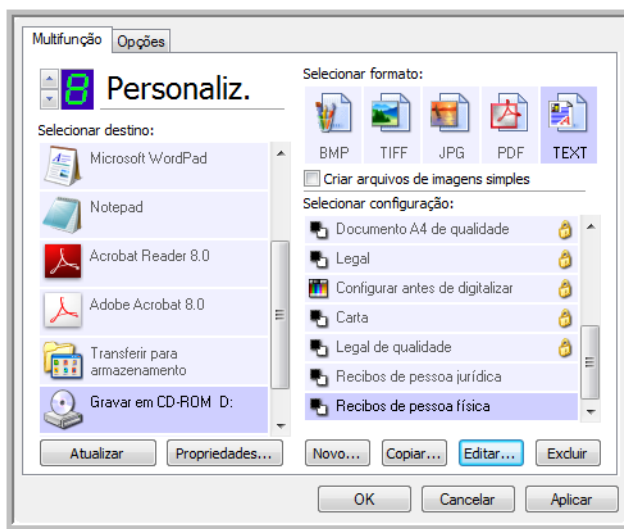 Multifunção Opções
8 Personaliz.
Selecionar destino:
Microsoft WordPad
Notepad
Acrobat Reader 8.0
Adobe Acrobat 8.0
Transferir para
armazenamento
Gravar em CD-ROM D:
Atualizar Propriedades...
Selecionar formato:
BMP TIFF JPG PDF TEXT
Criar arquivos de imagens simples
Selecionar configuração:
Documento A4 de qualidade
Legal
Configurar antes de digitalizar
Carta
Legal de qualidade
Recibos de pessoa jurídica
Recibos de pessoa física
Novo... Copiar... Editar... Excluir
OK Cancelar Aplicar